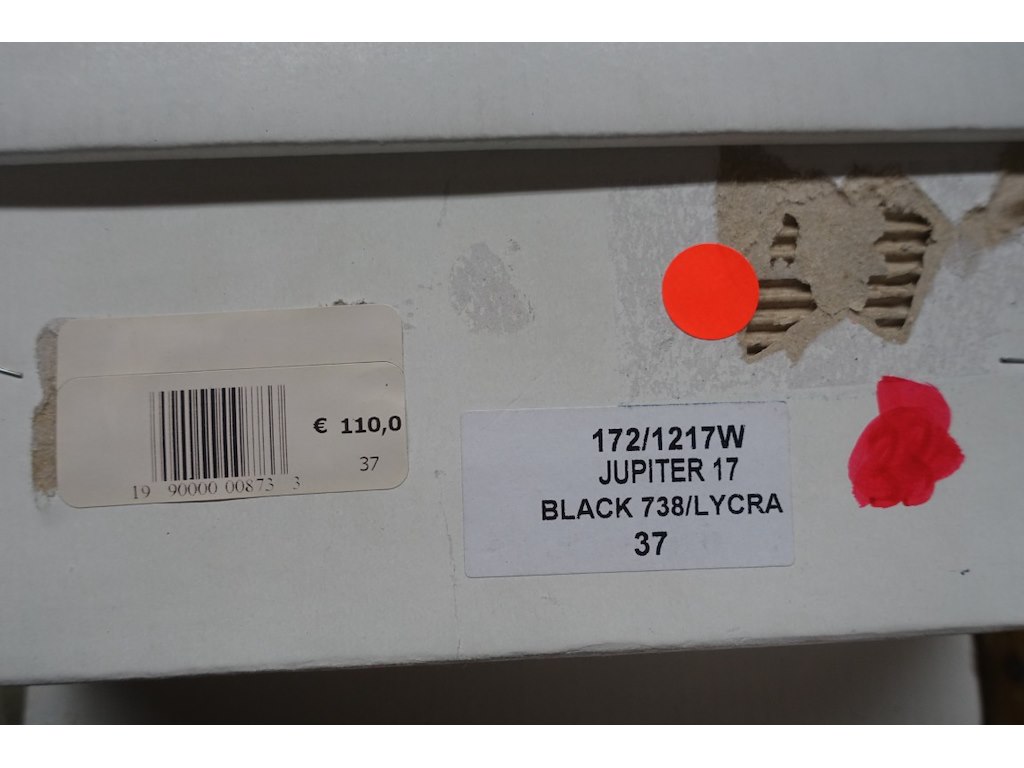 € 110,0
37
19 90000 00873 3
172/1217W
JUPITER 17
BLACK 738/LYCRA
37